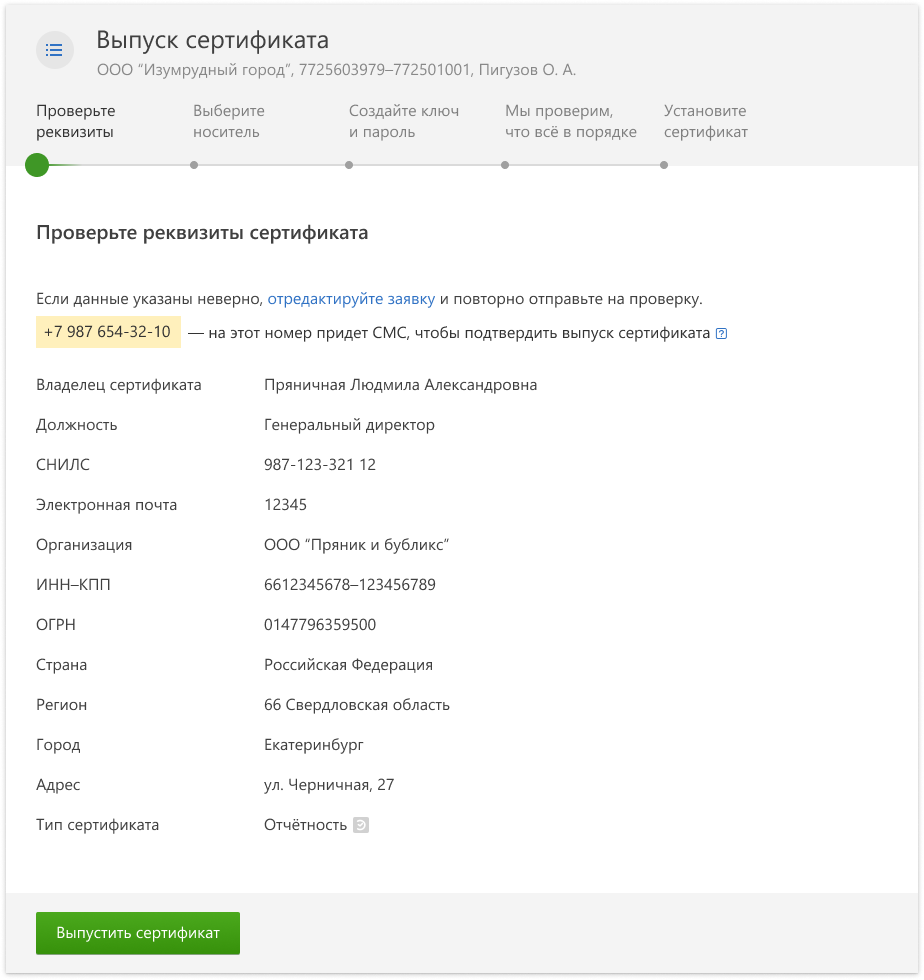 Выпуск сертификата
ООО “Изумрудный город”, 7725603979–772501001, Пигузов О. А.
Проверьте
реквизиты
Выберите
носитель
Создайте ключ
и пароль
Мы проверим,
что всё в порядке
Установите
сертификат
Проверьте реквизиты сертификата
Если данные указаны неверно, отредактируйте заявку и повторно отправьте на проверку.
+7 987 654-32-10 — на этот номер придет СМС, чтобы подтвердить выпуск сертификата ?
Владелец сертификата Пряничная Людмила Александровна
Должность Генеральный директор
СНИЛС 987-123-321 12
Электронная почта 12345
Организация ООО “Пряник и бубликс”
ИНН–КПП 6612345678–123456789
ОГРН 0147796359500
Страна Российская Федерация
Регион 66 Свердловская область
Город Екатеринбург
Адрес ул. Черничная, 27
Тип сертификата Отчётность
Выпустить сертификат